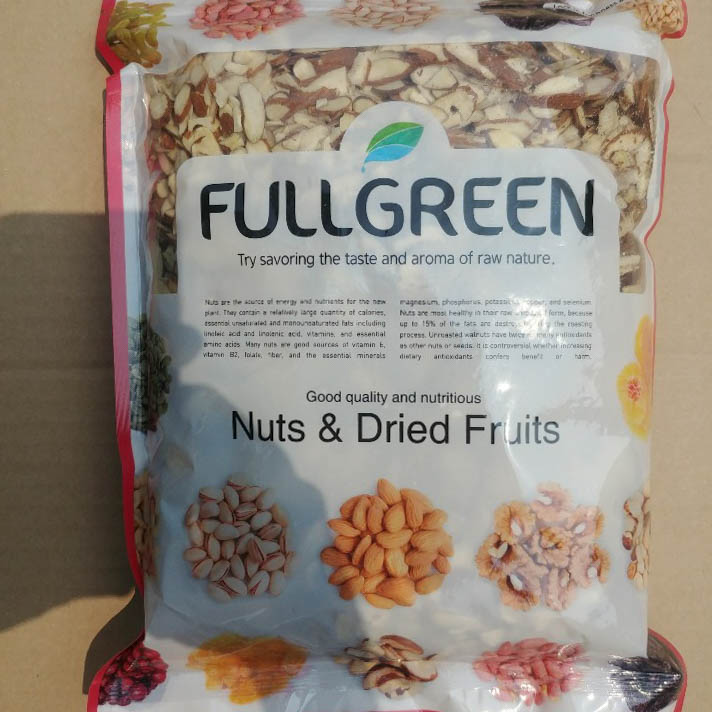 FULLGREEN
Try savoring the taste and aroma of raw nature.
Nuts are the source of energy and nutrients for the new
plant. They contain a relatively large quantity of calories,
essential unsaturated and monounsaturated fats including
linoleic acid and linolenic acid, vitamins, and essential
amino acids. Many nuts are good sources of vitamin E,
vitamin B2, folate, fiber, and the essential minerals
magnesium, phosphorus, potassium, copper, and selenium.
Nuts are most healthy in their raw unroasted form, because
up to 15% of the fats are destroyed during the roasting
process. Unroasted walnuts have twice as many antioxidants
as other nuts or seeds. It is controversial whether increasing
dietary antioxidants confers benefit or harm.
Good quality and nutritious
Nuts & Dried Fruits